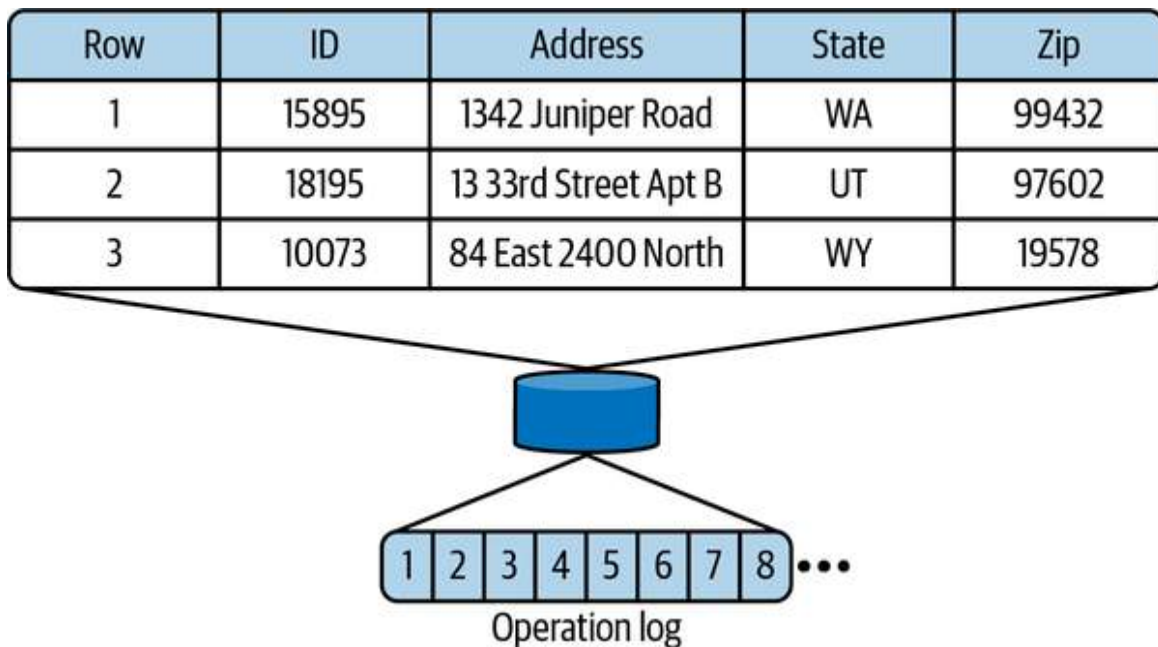 Row ID Address State Zip
1 15895 1342 Juniper Road WA 99432
2 18195 13 33rd Street Apt B UT 97602
3 10073 84 East 2400 North WY 19578
1 2 3 4 5 6 7 8 •••
Operation log